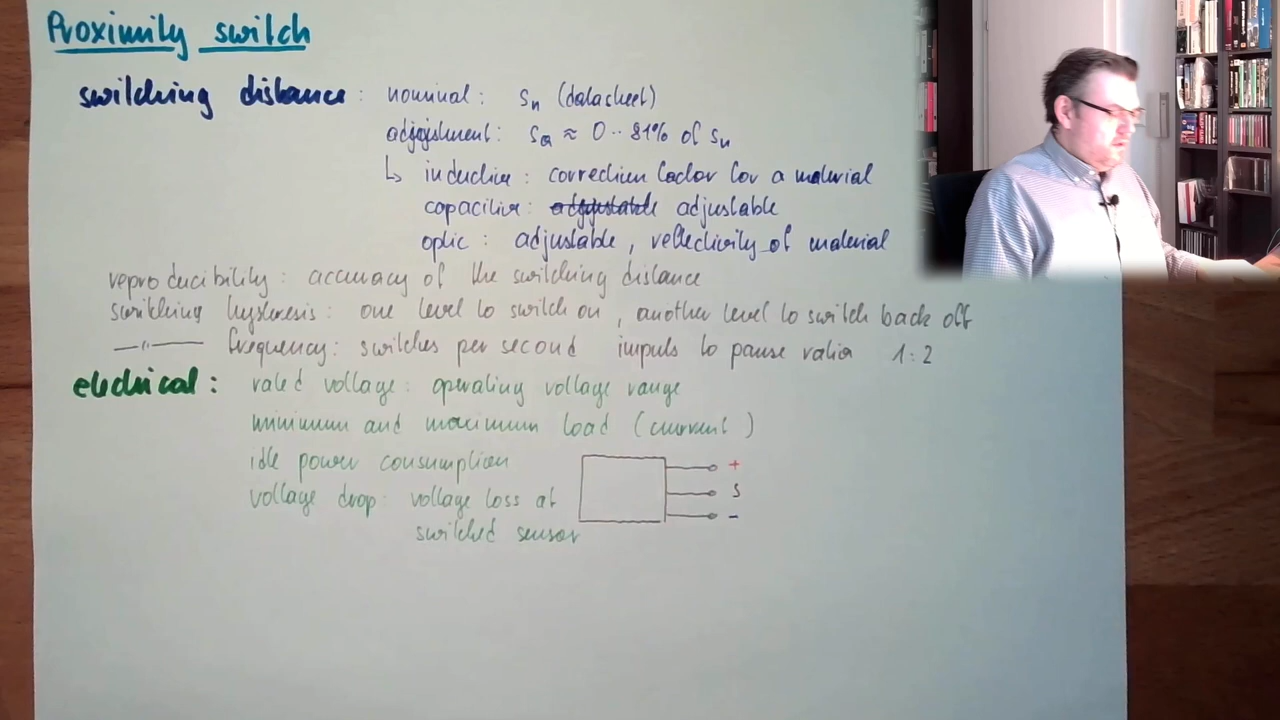 Proximity switch
switching distance: nominal: sn (datasheet)
adjustment: sa ≈ 0..81% of sn
↳ inductive: correction factor for a material
capacitive: adjustable adjustable
optic: adjustable, reflectivity of material
reproducibility: accuracy of the switching distance
switching hysteresis: one level to switch on, another level to switch back off
—"— frequency: switches per second impuls to pause ratio 1:2
electrical: rated voltage: operating voltage range
minimum and maximum load (current)
idle power consumption
+
voltage drop: voltage loss at
S
switched sensor
-